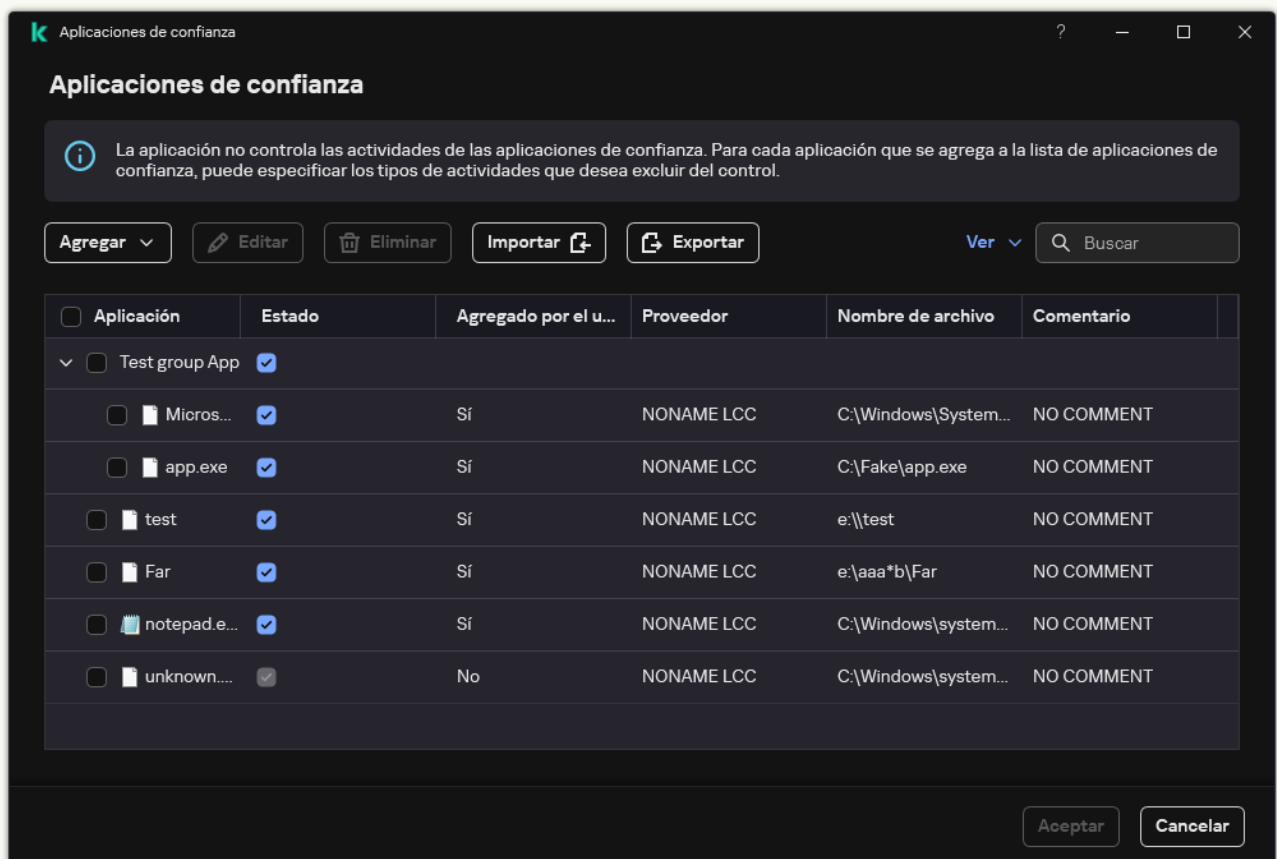 Aplicaciones de confianza
Aplicaciones de confianza
La aplicación no controla las actividades de las aplicaciones de confianza. Para cada aplicación que se agrega a la lista de aplicaciones de
confianza, puede especificar los tipos de actividades que desea excluir del control.
Agregar Editar Eliminar Importar Exportar Ver Buscar
Aplicación Estado Agregado por el u... Proveedor Nombre de archivo Comentario
Test group App
Micros... Sí NONAME LCC C:\Windows\System... NO COMMENT
app.exe Sí NONAME LCC C:\Fake\app.exe NO COMMENT
test Sí NONAME LCC e:\\test NO COMMENT
Far Sí NONAME LCC e:\aaa*b\Far NO COMMENT
notepad.e... Sí NONAME LCC C:\Windows\system... NO COMMENT
unknown.... No NONAME LCC C:\Windows\system... NO COMMENT
Aceptar Cancelar